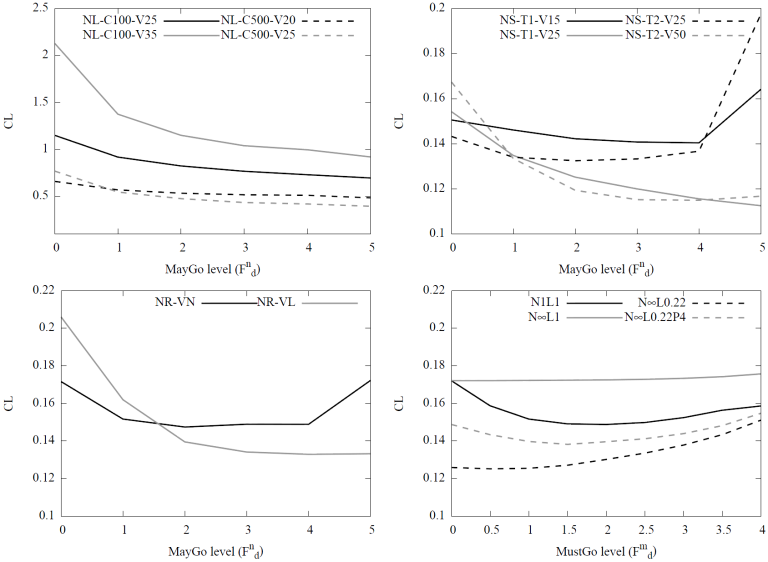 2.5
2
1.5
1
0.5
CL
NL-C100-V25 NL-C500-V20
NL-C100-V35 NL-C500-V25
0 1 2 3 4 5
MayGo level (Fⁿd)
0.2
0.18
0.16
0.14
0.12
0.1
CL
NS-T1-V15 NS-T2-V25
NS-T1-V25 NS-T2-V50
0 1 2 3 4 5
MayGo level (Fⁿd)
0.22
0.2
0.18
0.16
0.14
0.12
0.1
CL
NR-VN NR-VL
0 1 2 3 4 5
MayGo level (Fⁿd)
0.22
0.2
0.18
0.16
0.14
0.12
0.1
CL
N1L1 N∞L0.22
N∞L1 N∞L0.22P4
0 0.5 1 1.5 2 2.5 3 3.5 4
MustGo level (Fᵐd)